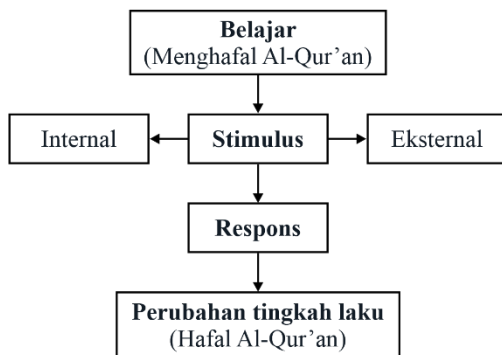 Belajar
(Menghafal Al-Qur’an)
Internal
Stimulus
Eksternal
Respons
Perubahan tingkah laku
(Hafal Al-Qur’an)